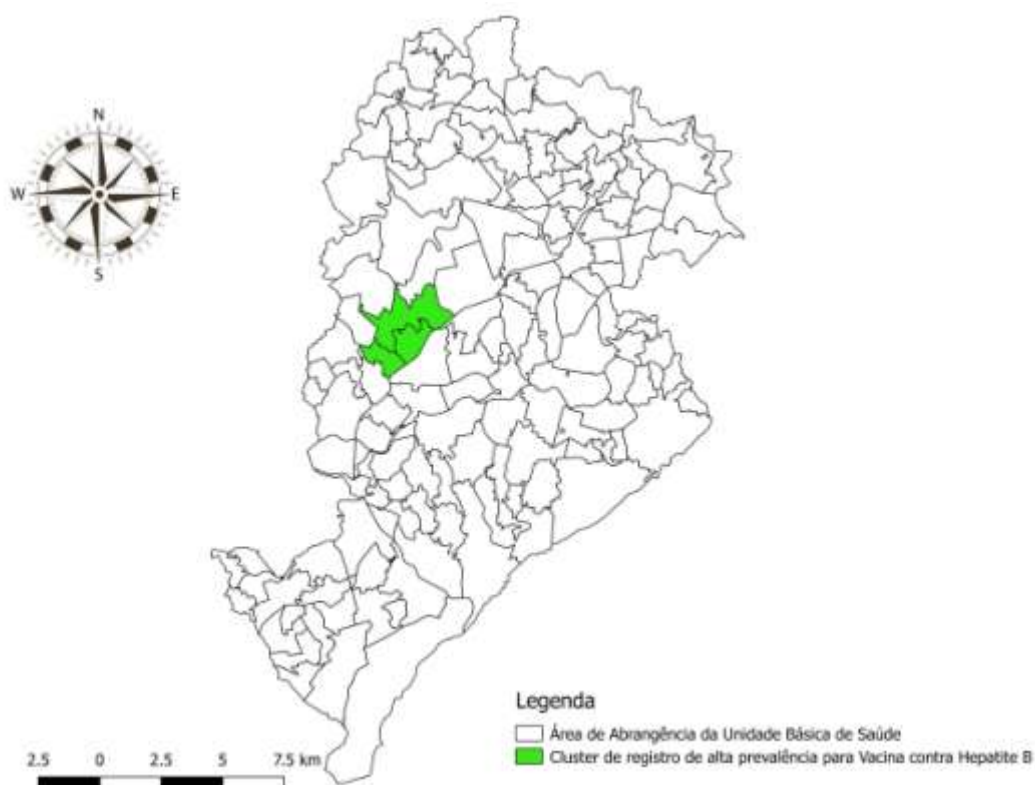 N
W E
S
Legenda
Área de Abrangência da Unidade Básica de Saúde
Cluster de registro de alta prevalência para Vacina contra Hepatite B
2.5 0 2.5 5 7.5 km